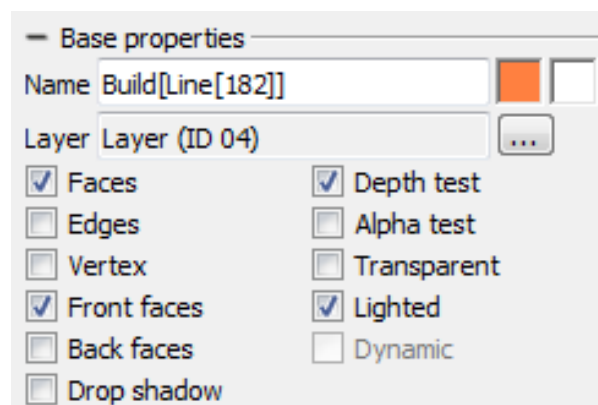 Base properties
Name Build[Line[182]]
Layer Layer (ID 04) ...
Faces Depth test
Edges Alpha test
Vertex Transparent
Front faces Lighted
Back faces Dynamic
Drop shadow